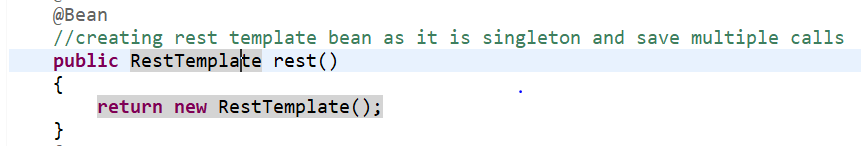 @Bean
//creating rest template bean as it is singleton and save multiple calls
public RestTemplate rest()
{
return new RestTemplate();
}